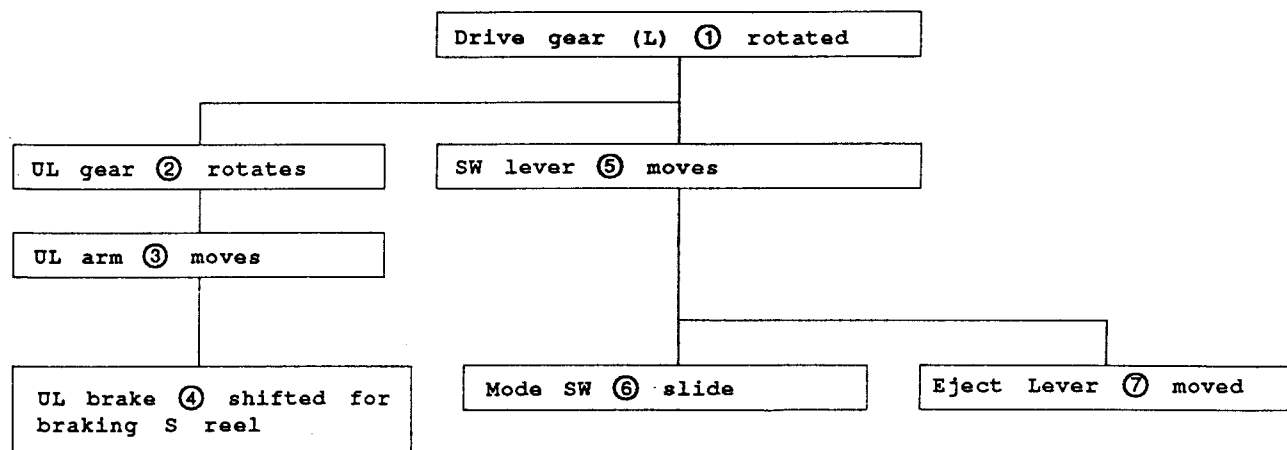 Drive gear (L) ① rotated
UL gear ② rotates
SW lever ⑤ moves
UL arm ③ moves
UL brake ④ shifted for
braking S reel
Mode SW ⑥ slide
Eject Lever ⑦ moved